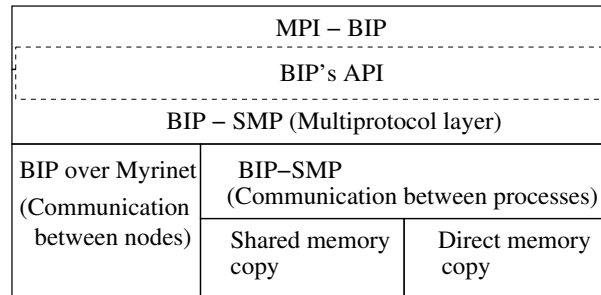 MPI – BIP
BIP's API
BIP – SMP (Multiprotocol layer)
BIP over Myrinet
(Communication
between nodes)
BIP–SMP
(Communication between processes)
Shared memory
copy
Direct memory
copy